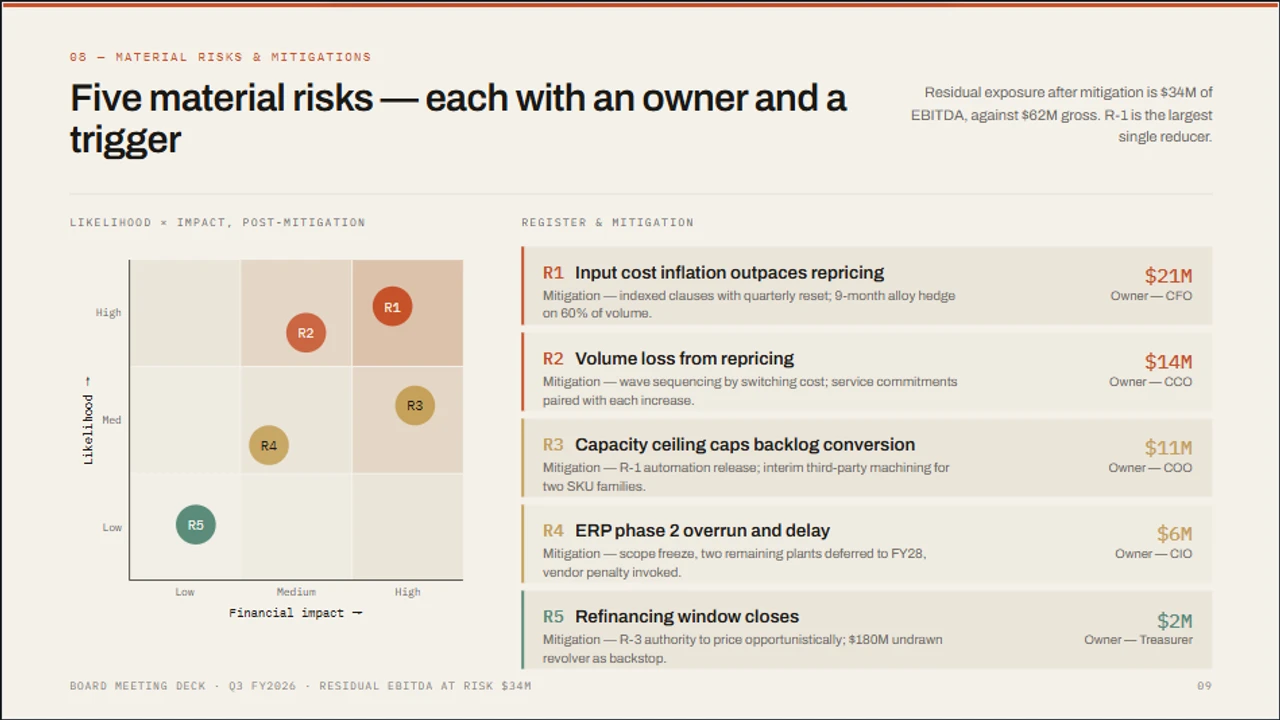 08 — MATERIAL RISKS & MITIGATIONS
Five material risks — each with an owner and a
trigger
Residual exposure after mitigation is $34M of
EBITDA, against $62M gross. R-1 is the largest
single reducer.
LIKELIHOOD × IMPACT, POST-MITIGATION
Likelihood →
High
Med
Low
R1
R2
R3
R4
R5
Low
Medium
High
Financial impact →
REGISTER & MITIGATION
R1 Input cost inflation outpaces repricing
Mitigation — indexed clauses with quarterly reset; 9-month alloy hedge
on 60% of volume.
$21M
Owner — CFO
R2 Volume loss from repricing
Mitigation — wave sequencing by switching cost; service commitments
paired with each increase.
$14M
Owner — CCO
R3 Capacity ceiling caps backlog conversion
Mitigation — R-1 automation release; interim third-party machining for
two SKU families.
$11M
Owner — COO
R4 ERP phase 2 overrun and delay
Mitigation — scope freeze, two remaining plants deferred to FY28,
vendor penalty invoked.
$6M
Owner — CIO
R5 Refinancing window closes
Mitigation — R-3 authority to price opportunistically; $180M undrawn
revolver as backstop.
$2M
Owner — Treasurer
BOARD MEETING DECK · Q3 FY2026 · RESIDUAL EBITDA AT RISK $34M
09